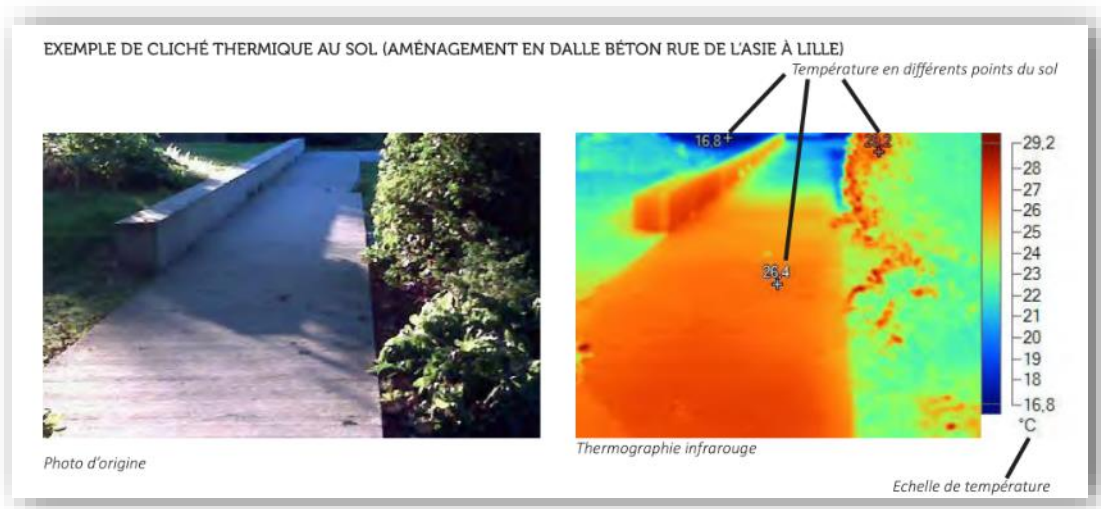 EXEMPLE DE CLICHÉ THERMIQUE AU SOL (AMÉNAGEMENT EN DALLE BÉTON RUE DE L'ASIE À LILLE)
Température en différents points du sol
16,8
29,2
26,4
29,2
28
27
26
25
24
23
22
21
20
19
18
16,8
°C
Photo d'origine
Thermographie infrarouge
Echelle de température